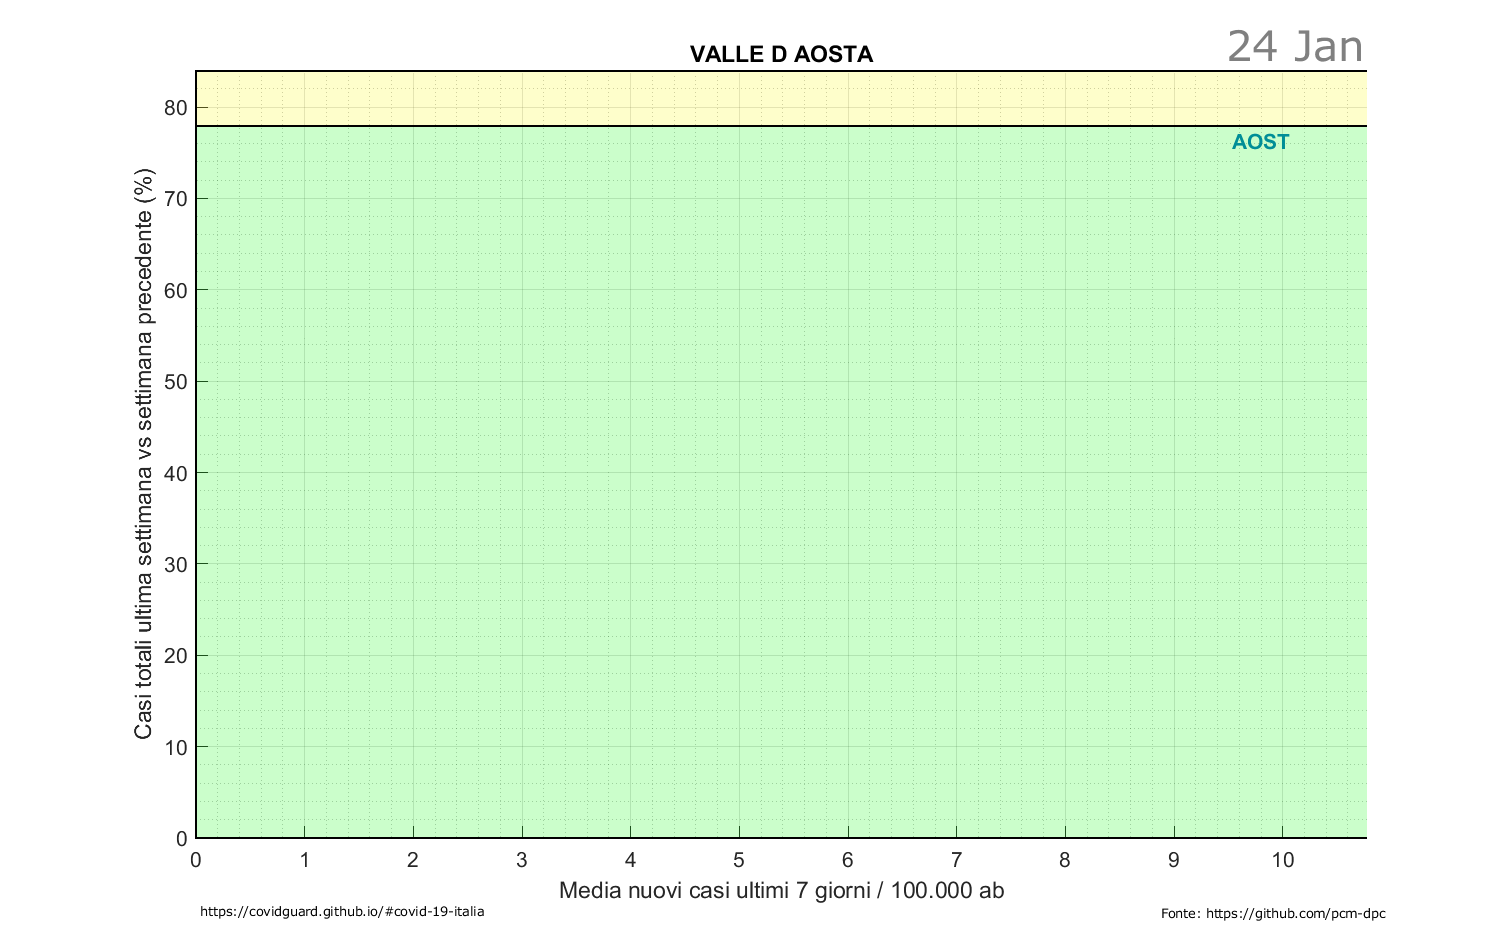 VALLE D AOSTA
24 Jan
AOST
Casi totali ultima settimana vs settimana precedente (%)
80
70
60
50
40
30
20
10
0
0 1 2 3 4 5 6 7 8 9 10
Media nuovi casi ultimi 7 giorni / 100.000 ab
https://covidguard.github.io/#covid-19-italia
Fonte: https://github.com/pcm-dpc